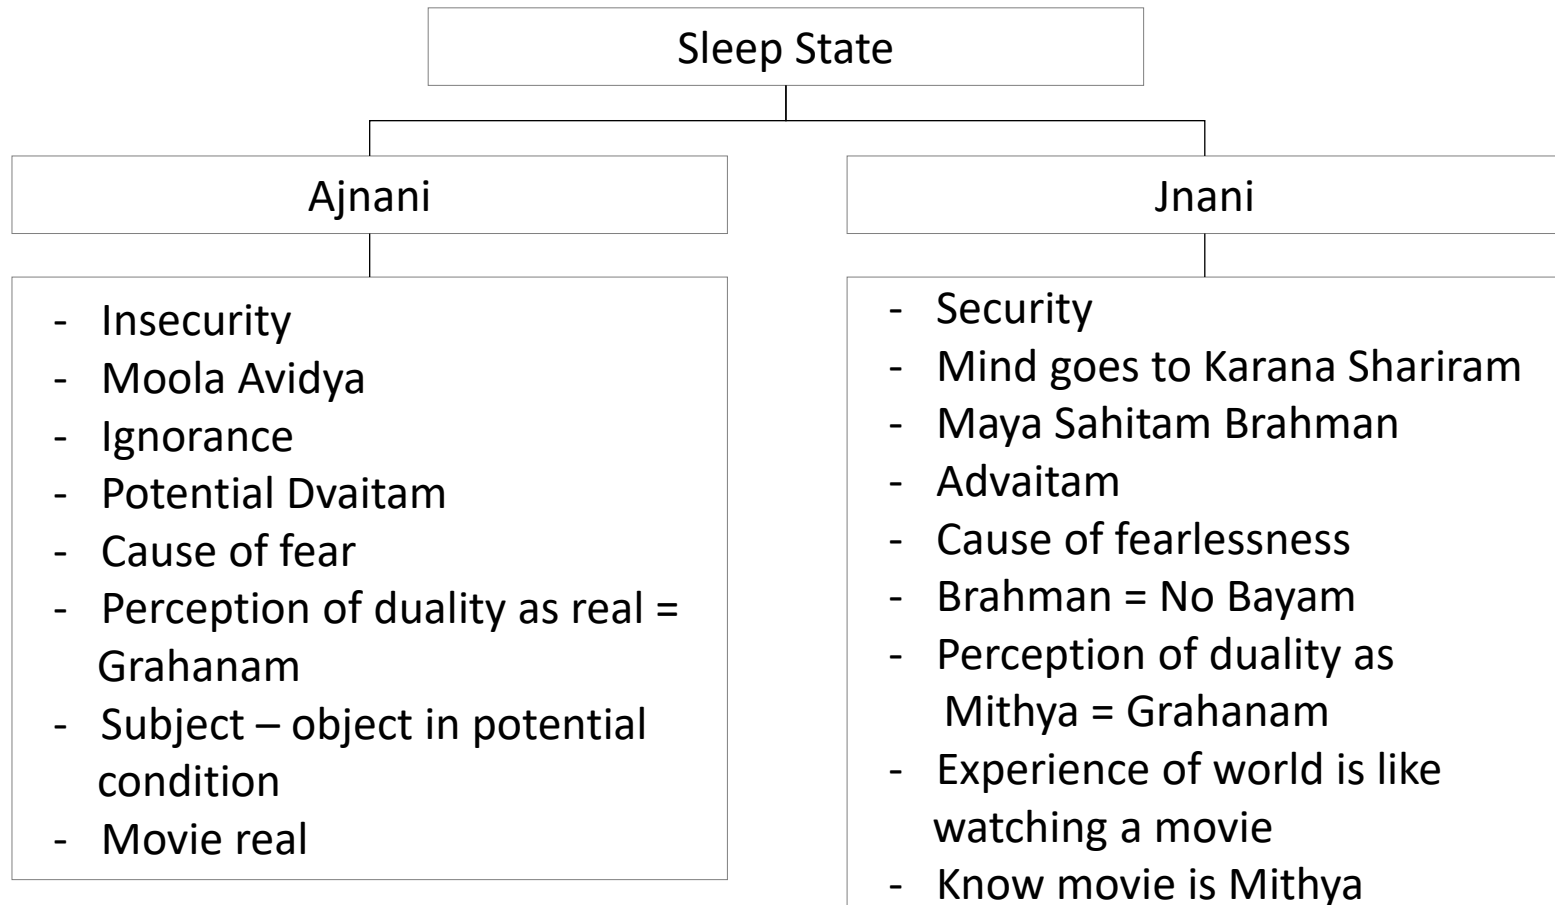 Sleep State
Ajnani
- Insecurity
- Moola Avidya
- Ignorance
- Potential Dvaitam
- Cause of fear
- Perception of duality as real =
Grahanam
- Subject – object in potential
condition
- Movie real
Jnani
- Security
- Mind goes to Karana Shariram
- Maya Sahitam Brahman
- Advaitam
- Cause of fearlessness
- Brahman = No Bayam
- Perception of duality as
Mithya = Grahanam
- Experience of world is like
watching a movie
- Know movie is Mithya